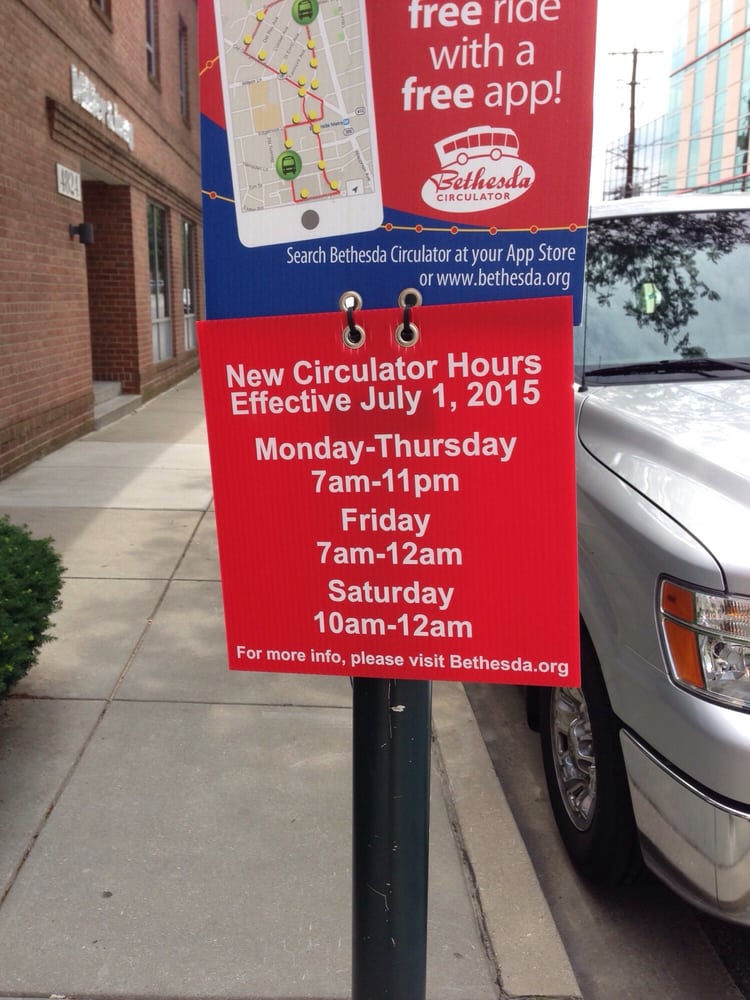 free ride
with a
free app!
Bethesda
CIRCULATOR
Search Bethesda Circulator at your App Store
or www.bethesda.org
New Circulator Hours
Effective July 1, 2015
Monday-Thursday
7am-11pm
Friday
7am-12am
Saturday
10am-12am
For more info, please visit Bethesda.org
4824